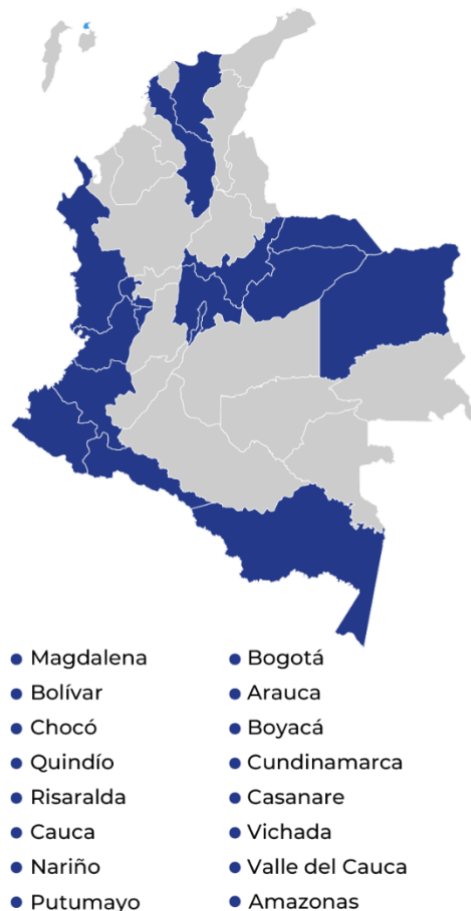 Magdalena
Bolívar
Chocó
Quindío
Risaralda
Cauca
Nariño
Putumayo
Bogotá
Arauca
Boyacá
Cundinamarca
Casanare
Vichada
Valle del Cauca
Amazonas